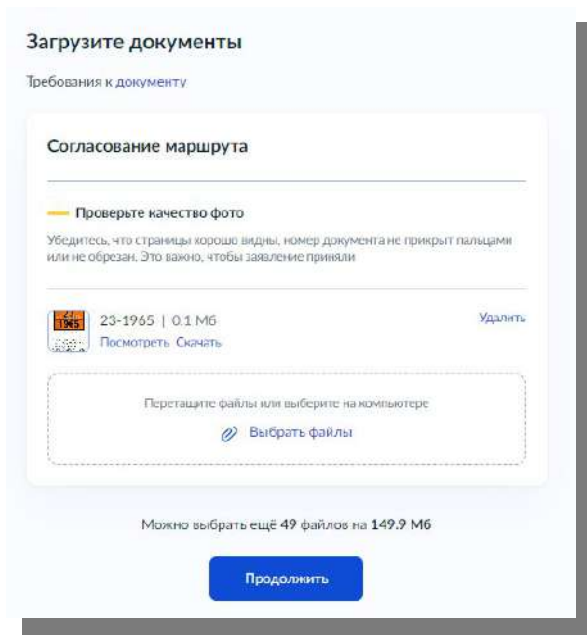 Загрузите документы
Требования к документу
Согласование маршрута
Проверьте качество фото
Убедитесь, что страницы хорошо видны, номер документа не прикрыт пальцами
или не обрезан. Это важно, чтобы заявление приняли
23-1965 | 0.1 Мб
Удалить
Посмотреть Скачать
Перетащите файлы или выберите на компьютере
Выбрать файлы
Можно выбрать ещё 49 файлов на 149.9 Мб
Продолжить